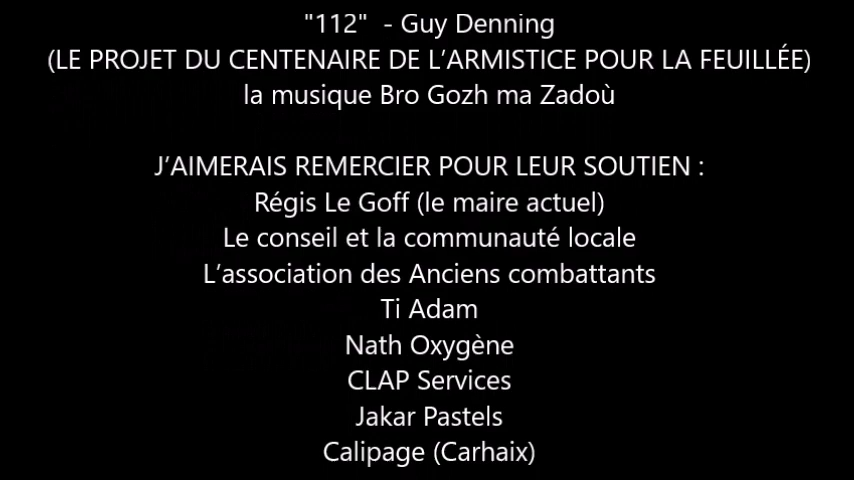 "112"  - Guy Denning
(LE PROJET DU CENTENAIRE DE L’ARMISTICE POUR LA FEUILLÉE)
la musique Bro Gozh ma Zadoù
J’AIMERAIS REMERCIER POUR LEUR SOUTIEN :
Régis Le Goff (le maire actuel)
Le conseil et la communauté locale
L’association des Anciens combattants
Ti Adam
Nath Oxygène
CLAP Services
Jakar Pastels
Calipage (Carhaix)